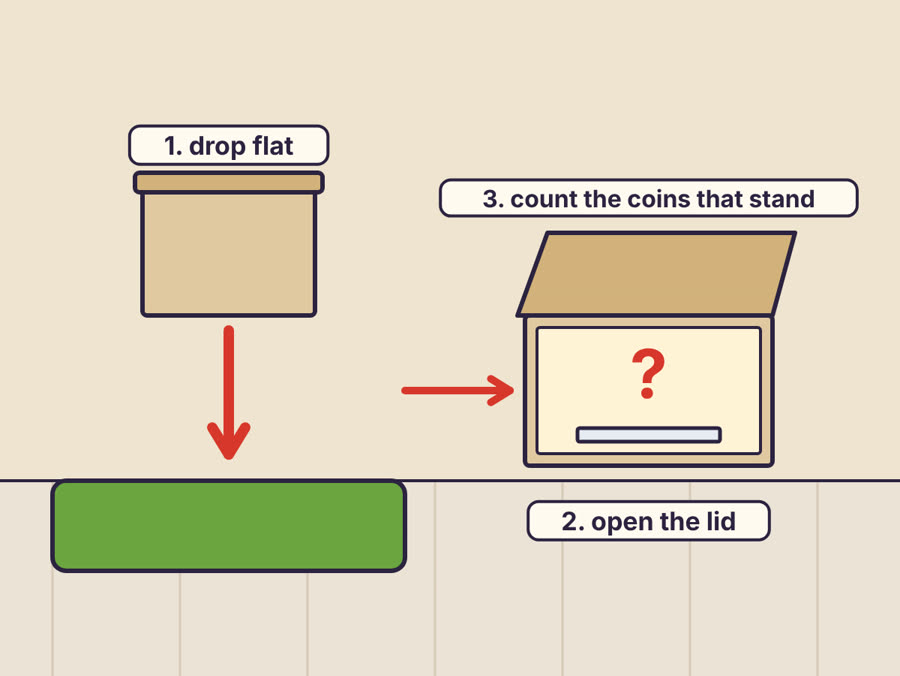 1. drop flat
3. count the coins that stand
?
2. open the lid